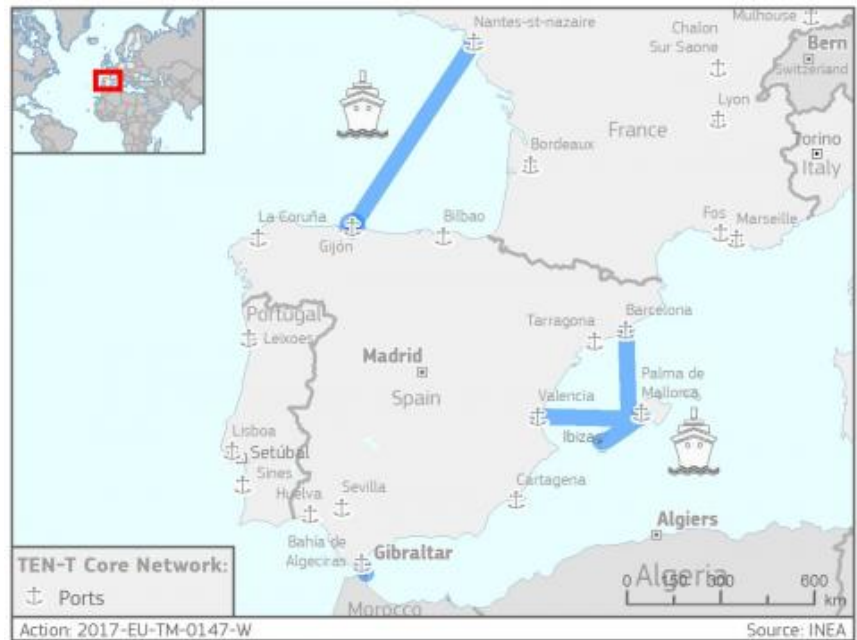 Nantes-st-nazaire
Mulhouse
Chalon
Sur Saone
Bern
Switzerland
Lyon
Torino
Italy
France
Bordeaux
La Coruña
Gijón
Bilbao
Fos
Marseille
Portugal
Leixoes
Barcelona
Tarragona
Madrid
Spain
Palma de
Mallorca
Valencia
Ibiza
Lisboa
Setúbal
Sines
Huelva
Sevilla
Cartagena
Bahía de
Algeciras
Gibraltar
Algiers
Algeria
Morocco
0 150 300 600
km
TEN-T Core Network:
Ports
Action: 2017-EU-TM-0147-W
Source: INEA